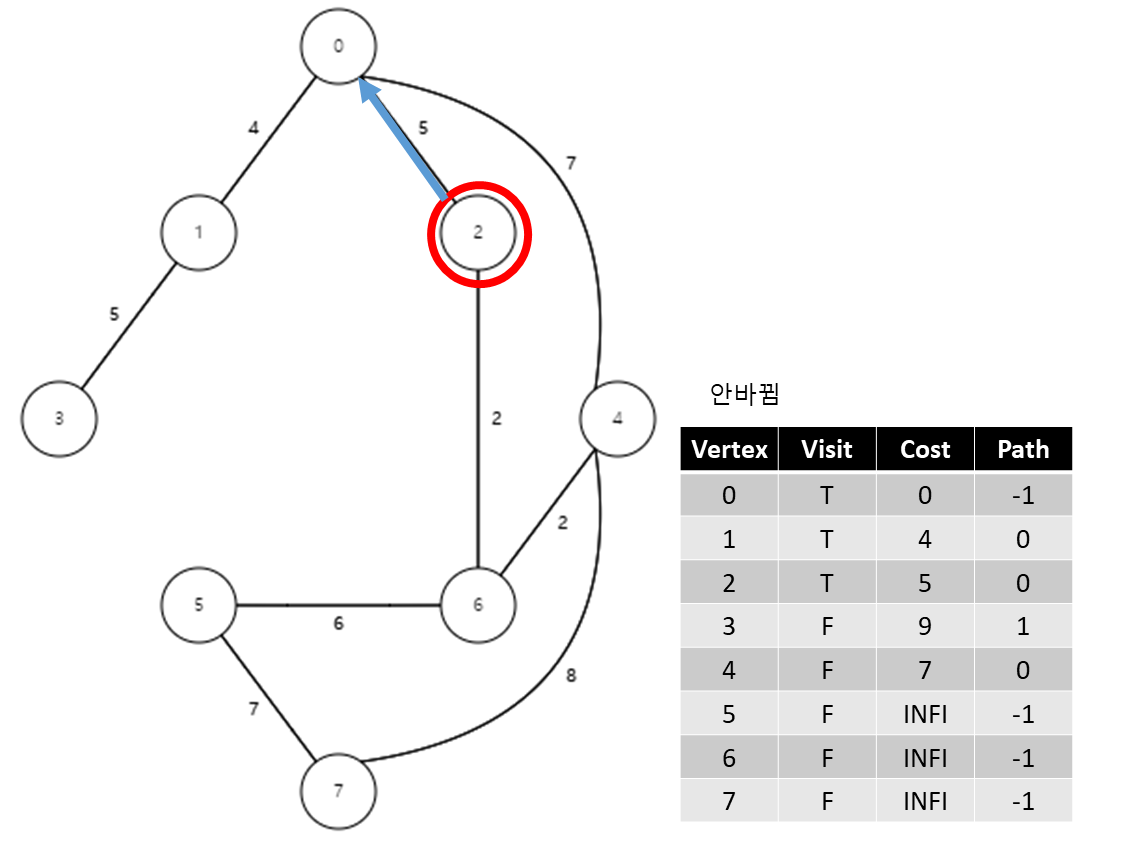 0
4
5
7
1
2
5
3
2
4
2
5
6
6
7
8
7
안바뀜
Vertex Visit Cost Path
0 T 0 -1
1 T 4 0
2 T 5 0
3 F 9 1
4 F 7 0
5 F INFI -1
6 F INFI -1
7 F INFI -1